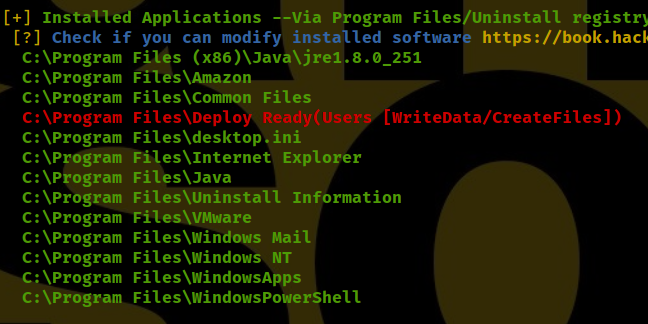 [+] Installed Applications --Via Program Files/Uninstall registry
[?] Check if you can modify installed software https://book.hack
C:\Program Files (x86)\Java\jre1.8.0_251
C:\Program Files\Amazon
C:\Program Files\Common Files
C:\Program Files\Deploy Ready(Users [WriteData/CreateFiles])
C:\Program Files\desktop.ini
C:\Program Files\Internet Explorer
C:\Program Files\Java
C:\Program Files\Uninstall Information
C:\Program Files\VMware
C:\Program Files\Windows Mail
C:\Program Files\Windows NT
C:\Program Files\WindowsApps
C:\Program Files\WindowsPowerShell